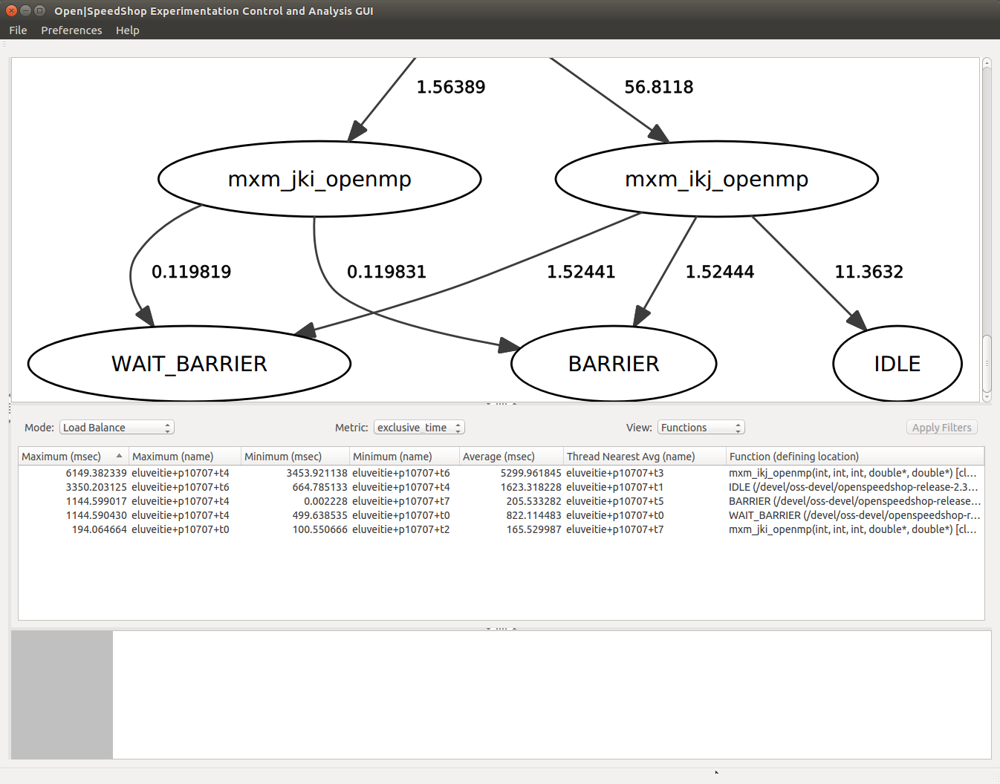 Open|SpeedShop Experimentation Control and Analysis GUI
File Preferences Help
1.56389 56.8118
mxm_jki_openmp mxm_ikj_openmp
0.119819 0.119831 1.52441 1.52444 11.3632
WAIT_BARRIER BARRIER IDLE
Mode: Load Balance Metric: exclusive_time View: Functions Apply Filters
Maximum (msec) Maximum (name) Minimum (msec) Minimum (name) Average (msec) Thread Nearest Avg (name) Function (defining location)
6149.382339 eluveitie+p10707+t4 3453.921138 eluveitie+p10707+t6 5299.961845 eluveitie+p10707+t3 mxm_ikj_openmp(int, int, int, double*, double*) [cl...
3350.203125 eluveitie+p10707+t6 664.785133 eluveitie+p10707+t4 1623.318228 eluveitie+p10707+t1 IDLE (/devel/oss-devel/openspeedshop-release-2.3...
1144.599017 eluveitie+p10707+t4 0.002228 eluveitie+p10707+t7 205.533282 eluveitie+p10707+t5 BARRIER (/devel/oss-devel/openspeedshop-release...
1144.590430 eluveitie+p10707+t4 499.638535 eluveitie+p10707+t0 822.114483 eluveitie+p10707+t0 WAIT_BARRIER (/devel/oss-devel/openspeedshop-r...
194.064664 eluveitie+p10707+t0 100.550666 eluveitie+p10707+t2 165.529987 eluveitie+p10707+t7 mxm_jki_openmp(int, int, int, double*, double*) [cl...